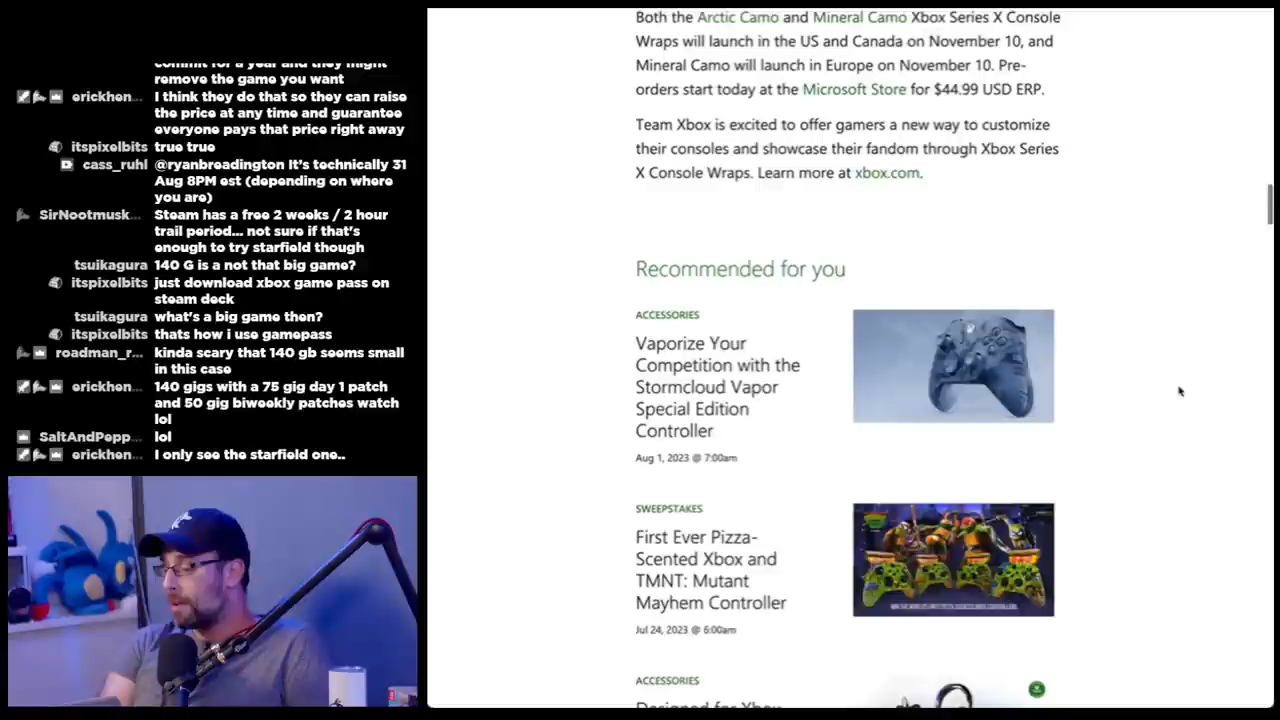 commit for a year and they might
remove the game you want
erickhen... I think they do that so they can raise
the price at any time and guarantee
everyone pays that price right away
itspixelbits true true
cass_ruhl @ryanbreadington It's technically 31
Aug 8PM est (depending on where
you are)
SirNootmusk... Steam has a free 2 weeks / 2 hour
trail period... not sure if that's
enough to try starfield though
tsuikagura 140 G is a not that big game?
itspixelbits just download xbox game pass on
steam deck
tsuikagura what's a big game then?
itspixelbits thats how i use gamepass
roadman_r... kinda scary that 140 gb seems small
in this case
erickhen... 140 gigs with a 75 gig day 1 patch
and 50 gig biweekly patches watch
lol
SaltAndPepp... lol
erickhen... I only see the starfield one..
Both the Arctic Camo and Mineral Camo Xbox Series X Console
Wraps will launch in the US and Canada on November 10, and
Mineral Camo will launch in Europe on November 10. Pre-
orders start today at the Microsoft Store for $44.99 USD ERP.
Team Xbox is excited to offer gamers a new way to customize
their consoles and showcase their fandom through Xbox Series
X Console Wraps. Learn more at xbox.com.
Recommended for you
ACCESSORIES
Vaporize Your
Competition with the
Stormcloud Vapor
Special Edition
Controller
Aug 1, 2023 @ 7:00am
SWEEPSTAKES
First Ever Pizza-
Scented Xbox and
TMNT: Mutant
Mayhem Controller
Jul 24, 2023 @ 6:00am
ACCESSORIES
Designed for Xbox